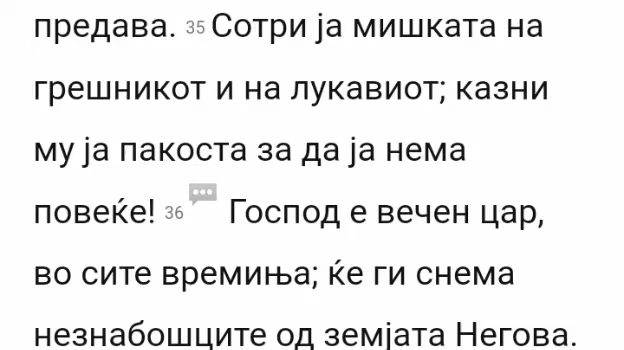 предава. 35 Сотри ја мишката на
грешникот и на лукавиот; казни
му ја пакоста за да ја нема
повеќе! 36 Господ е вечен цар,
во сите времиња; ќе ги снема
незнабошците од земјата Негова.